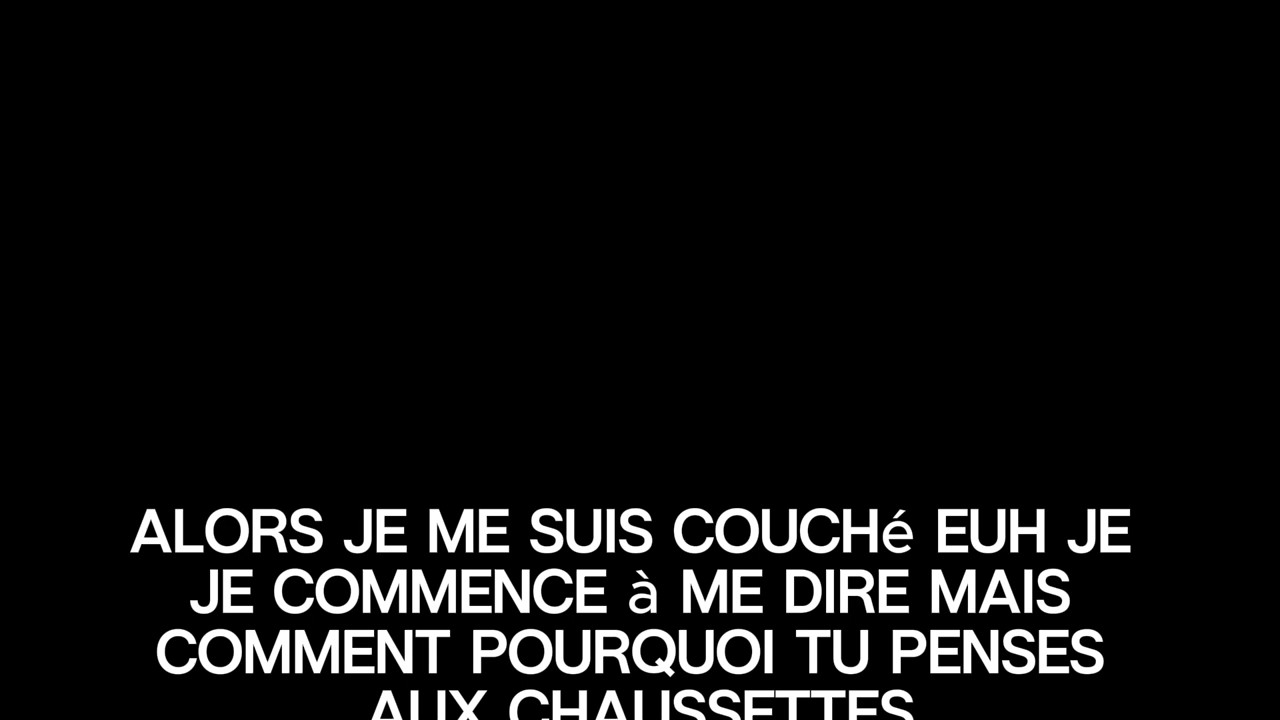 ALORS JE ME SUIS COUCHé EUH JE
JE COMMENCE à ME DIRE MAIS
COMMENT POURQUOI TU PENSES
AUX CHAUSSETTES